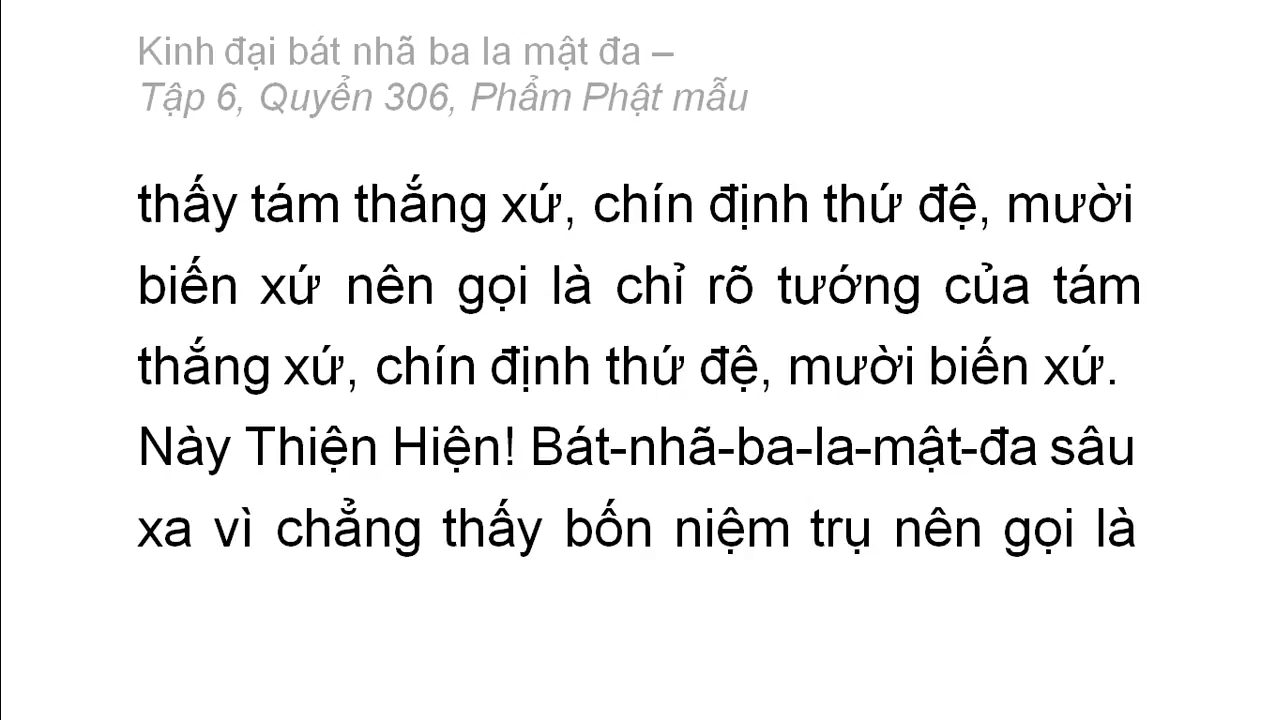 Kinh đại bát nhã ba la mật đa –
Tập 6, Quyển 306, Phẩm Phật mẫu
thấy tám thắng xứ, chín định thứ đệ, mười
biến xứ nên gọi là chỉ rõ tướng của tám
thắng xứ, chín định thứ đệ, mười biến xứ.
Này Thiện Hiện! Bát-nhã-ba-la-mật-đa sâu
xa vì chẳng thấy bốn niệm trụ nên gọi là